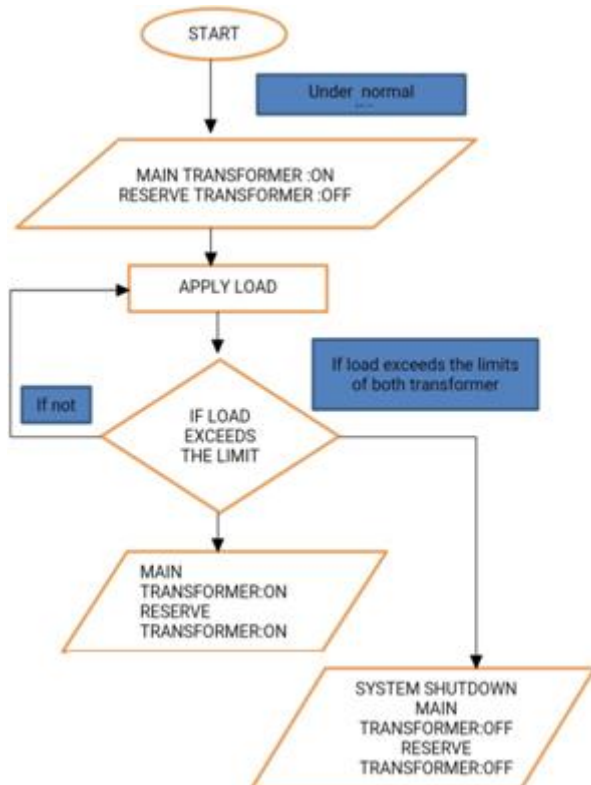 START
Under normal
MAIN TRANSFORMER :ON
RESERVE TRANSFORMER :OFF
APPLY LOAD
If load exceeds the limits
of both transformer
If not
IF LOAD
EXCEEDS
THE LIMIT
MAIN
TRANSFORMER:ON
RESERVE
TRANSFORMER:ON
SYSTEM SHUTDOWN
MAIN
TRANSFORMER:OFF
RESERVE
TRANSFORMER:OFF